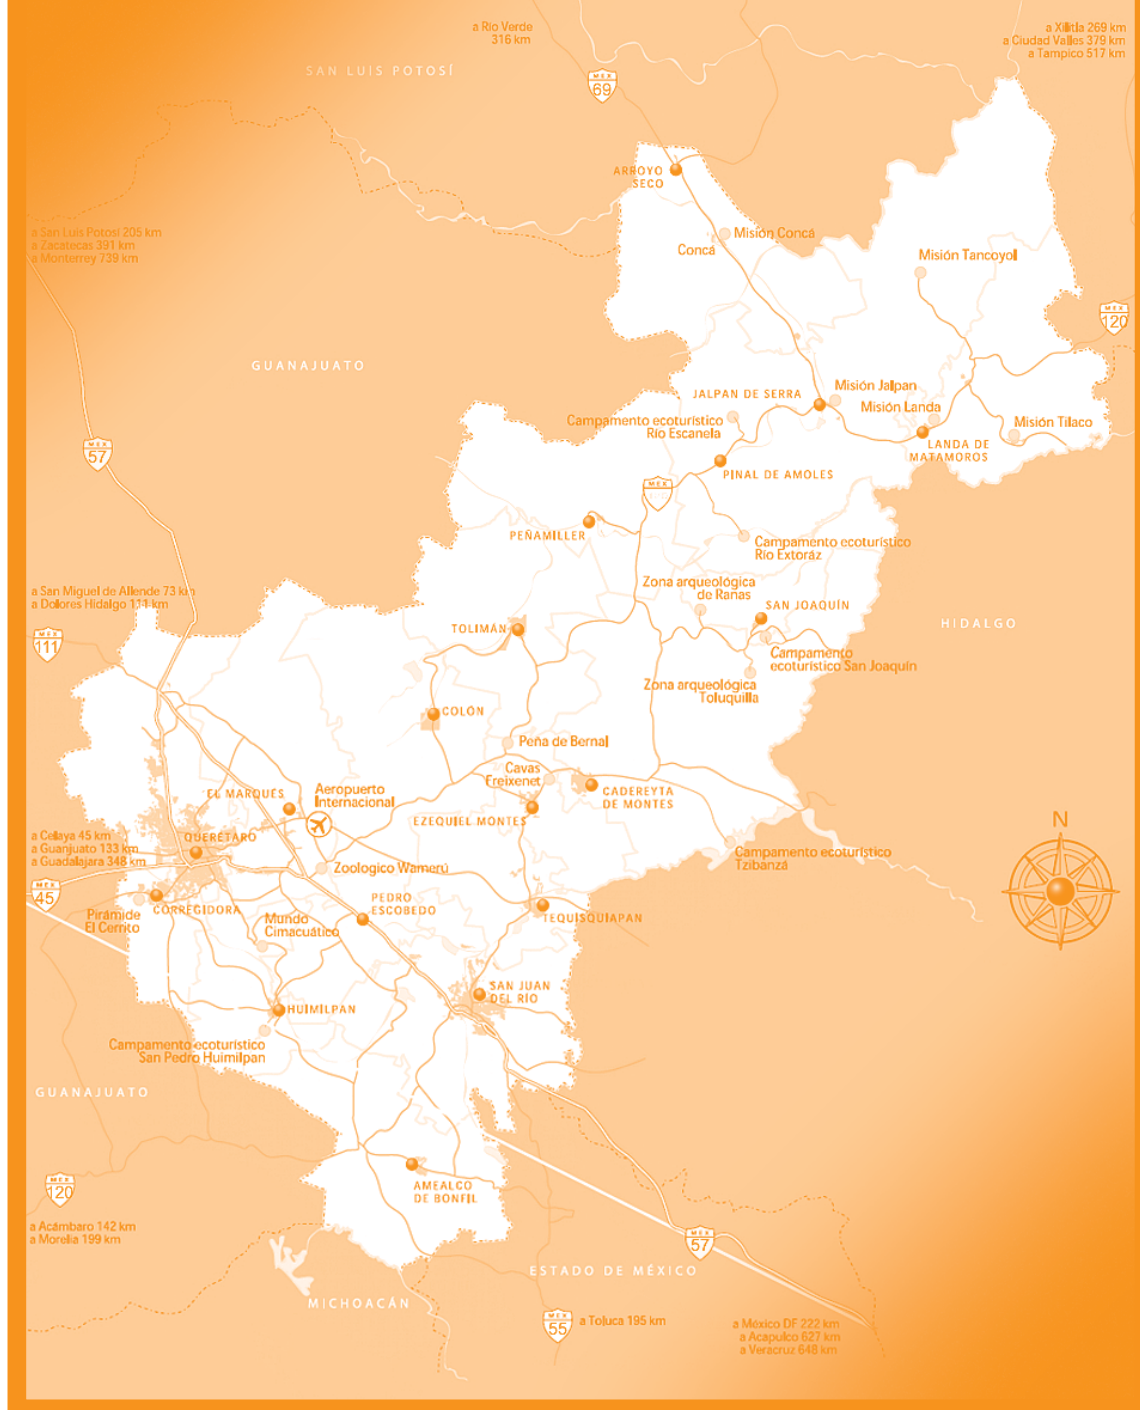 a Río Verde
316 km
a Xilitla 269 km
a Ciudad Valles 379 km
a Tampico 517 km
SAN LUIS POTOSÍ
MEX
69
ARROYO
SECO
a San Luis Potosí 205 km
a Zacatecas 391 km
a Monterrey 739 km
Misión Concá
Concá
Misión Tancoyol
MEX
120
GUANAJUATO
JALPAN DE SERRA
Misión Jalpan
Misión Landa
Campamento ecoturístico
Río Escanela
Misión Tilaco
LANDA DE
MATAMOROS
MEX
57
PINAL DE AMOLES
MEX
PEÑAMILLER
Campamento ecoturístico
Río Extoráz
a San Miguel de Allende 73 km
a Dolores Hidalgo 111 km
Zona arqueológica
de Ranas
SAN JOAQUÍN
MEX
111
TOLIMÁN
HIDALGO
Campamento
ecoturístico San Joaquín
Zona arqueológica
Toluquilla
COLÓN
Peña de Bernal
Cavas
Freixenet
CADEREYTA
DE MONTES
EL MARQUÉS
Aeropuerto
Internacional
EZEQUIEL MONTES
N
a Celaya 45 km
a Guanjuato 133 km
a Guadalajara 348 km
QUERÉTARO
Campamento ecoturístico
Tzibanzá
Zoologico Wamerú
MEX
45
Pirámide
El Cerrito
CORREGIDORA
PEDRO
ESCOBEDO
TEQUISQUIAPAN
Mundo
Cimacuático
SAN JUAN
DEL RÍO
HUIMILPAN
Campamento ecoturístico
San Pedro Huimilpan
GUANAJUATO
MEX
120
AMEALCO
DE BONFIL
a Acámbaro 142 km
a Morelia 199 km
MEX
57
ESTADO DE MÉXICO
MICHOACÁN
MEX
55
a Toluca 195 km
a México DF 222 km
a Acapulco 627 km
a Veracruz 648 km